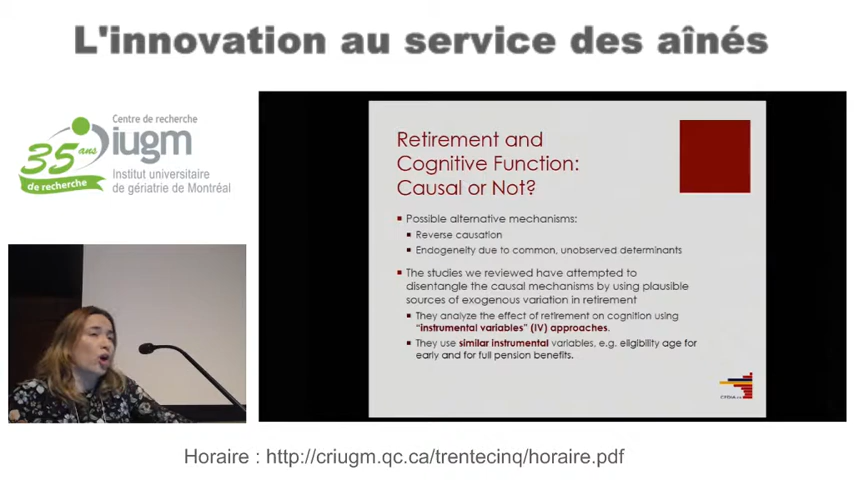 L'innovation au service des aînés
Centre de recherche
iugm
35 ans
de recherche
Institut universitaire
de gériatrie de Montréal
Retirement and
Cognitive Function:
Causal or Not?
Possible alternative mechanisms:
Reverse causation
Endogeneity due to common, unobserved determinants
The studies we reviewed have attempted to
disentangle the causal mechanisms by using plausible
sources of exogenous variation in retirement
They analyze the effect of retirement on cognition using
"instrumental variables" (IV) approaches.
They use similar instrumental variables, e.g. eligibility age for
early and for full pension benefits.
Horaire : http://criugm.qc.ca/trentecinq/horaire.pdf